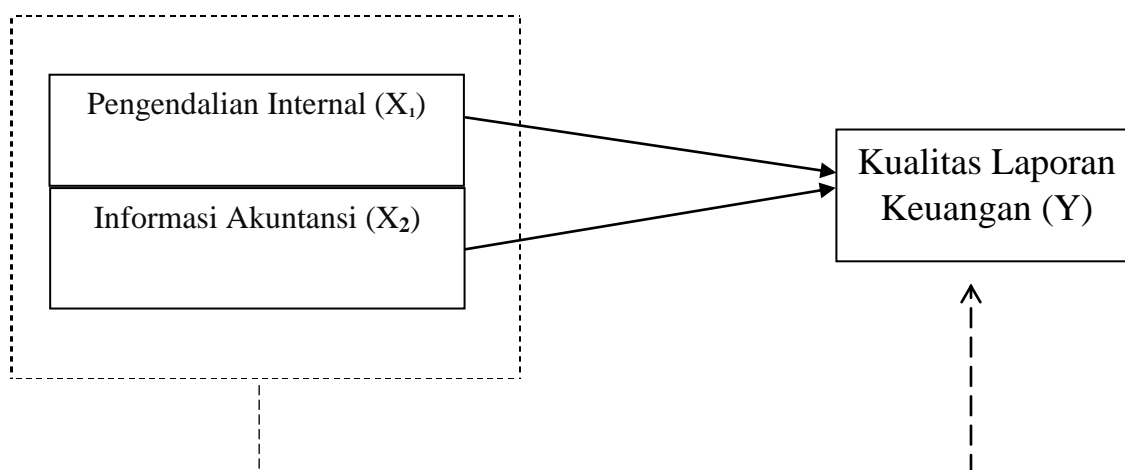 Pengendalian Internal (X₁)
Informasi Akuntansi (X₂)
Kualitas Laporan
Keuangan (Y)